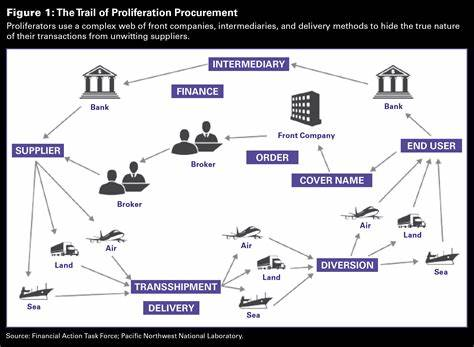 Figure 1: The Trail of Proliferation Procurement
Proliferators use a complex web of front companies, intermediaries, and delivery methods to hide the true nature
of their transactions from unwitting suppliers.
INTERMEDIARY
FINANCE
Bank
Bank
Front Company
Broker
SUPPLIER
END USER
ORDER
COVER NAME
Broker
Air
Air
Air
Land
Land
Land
DIVERSION
TRANSSHIPMENT
Sea
Sea
Sea
DELIVERY
Source: Financial Action Task Force; Pacific Northwest National Laboratory.